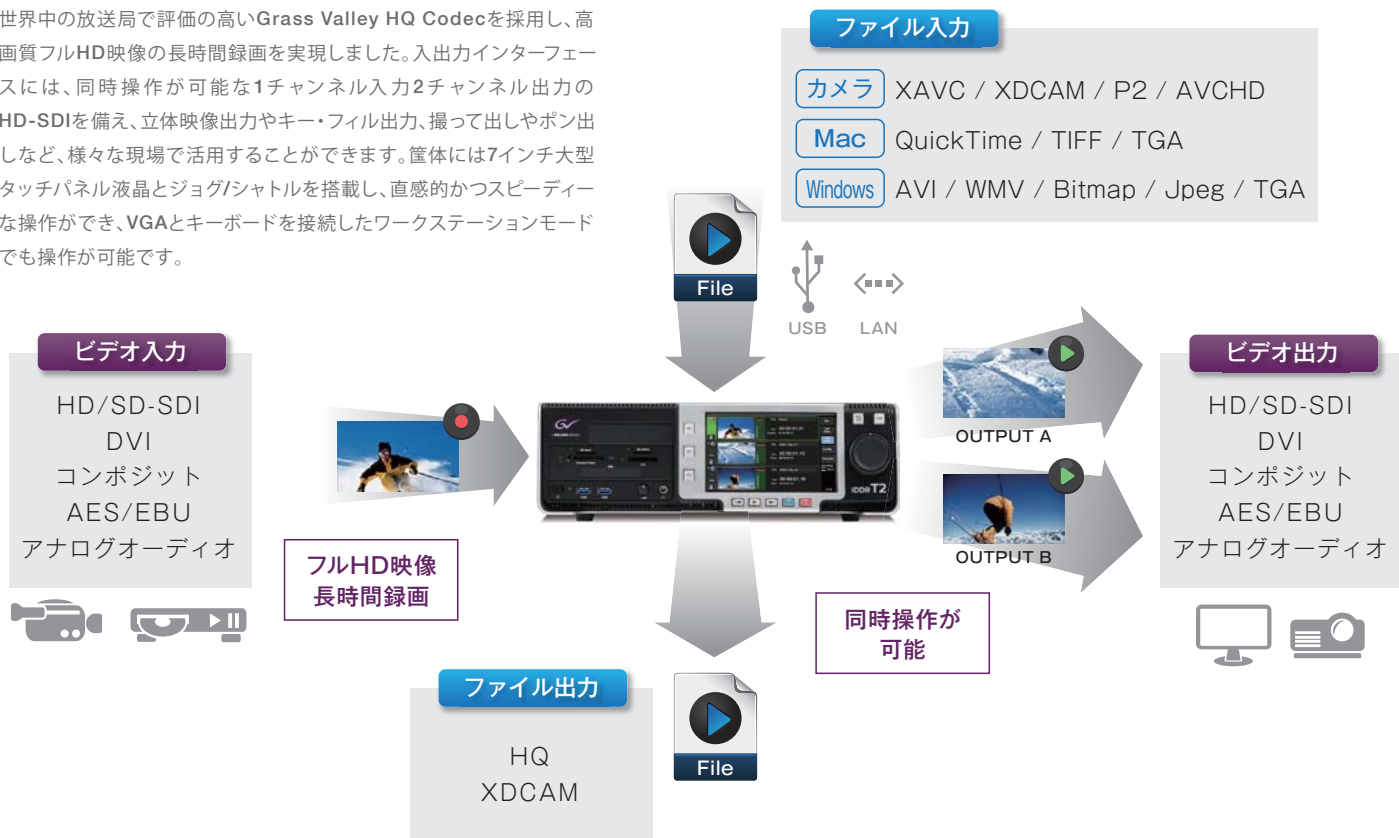 世界中の放送局で評価の高いGrass Valley HQ Codecを採用し、高
画質フルHD映像の長時間録画を実現しました。入出力インターフェー
スには、同時操作が可能な1チャンネル入力2チャンネル出力の
HD-SDIを備え、立体映像出力やキー・フィル出力、撮って出しやポン出
しなど、様々な現場で活用することができます。筐体には7インチ大型
タッチパネル液晶とジョグ/シャトルを搭載し、直感的かつスピーディー
な操作ができ、VGAとキーボードを接続したワークステーションモード
でも操作が可能です。
ファイル入力
カメラ XAVC / XDCAM / P2 / AVCHD
Mac QuickTime / TIFF / TGA
Windows AVI / WMV / Bitmap / Jpeg / TGA
File
USB LAN
ビデオ入力
HD/SD-SDI
DVI
コンポジット
AES/EBU
アナログオーディオ
フルHD映像
長時間録画
GV
T2
OUTPUT A
OUTPUT B
同時操作が
可能
ビデオ出力
HD/SD-SDI
DVI
コンポジット
AES/EBU
アナログオーディオ
ファイル出力
HQ
XDCAM
File